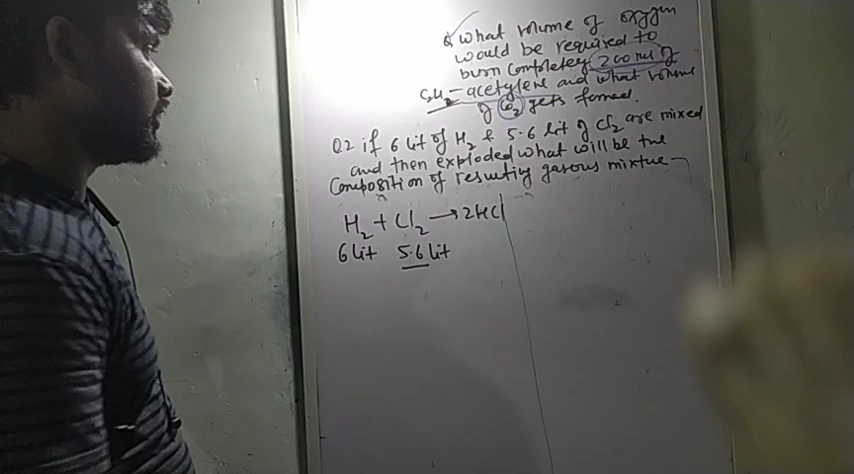 Q What volume of oxygen
would be required to
burn completely 200 ml of
C2H2 - acetylene and what volume
of CO2 gets formed.
Q.2 if 6 lit of H2 & 5.6 lit of Cl2 are mixed
and then exploded what will be the
Composition of resulting gaseous mixture
H2 + Cl2 → 2HCl
6 lit 5.6 lit